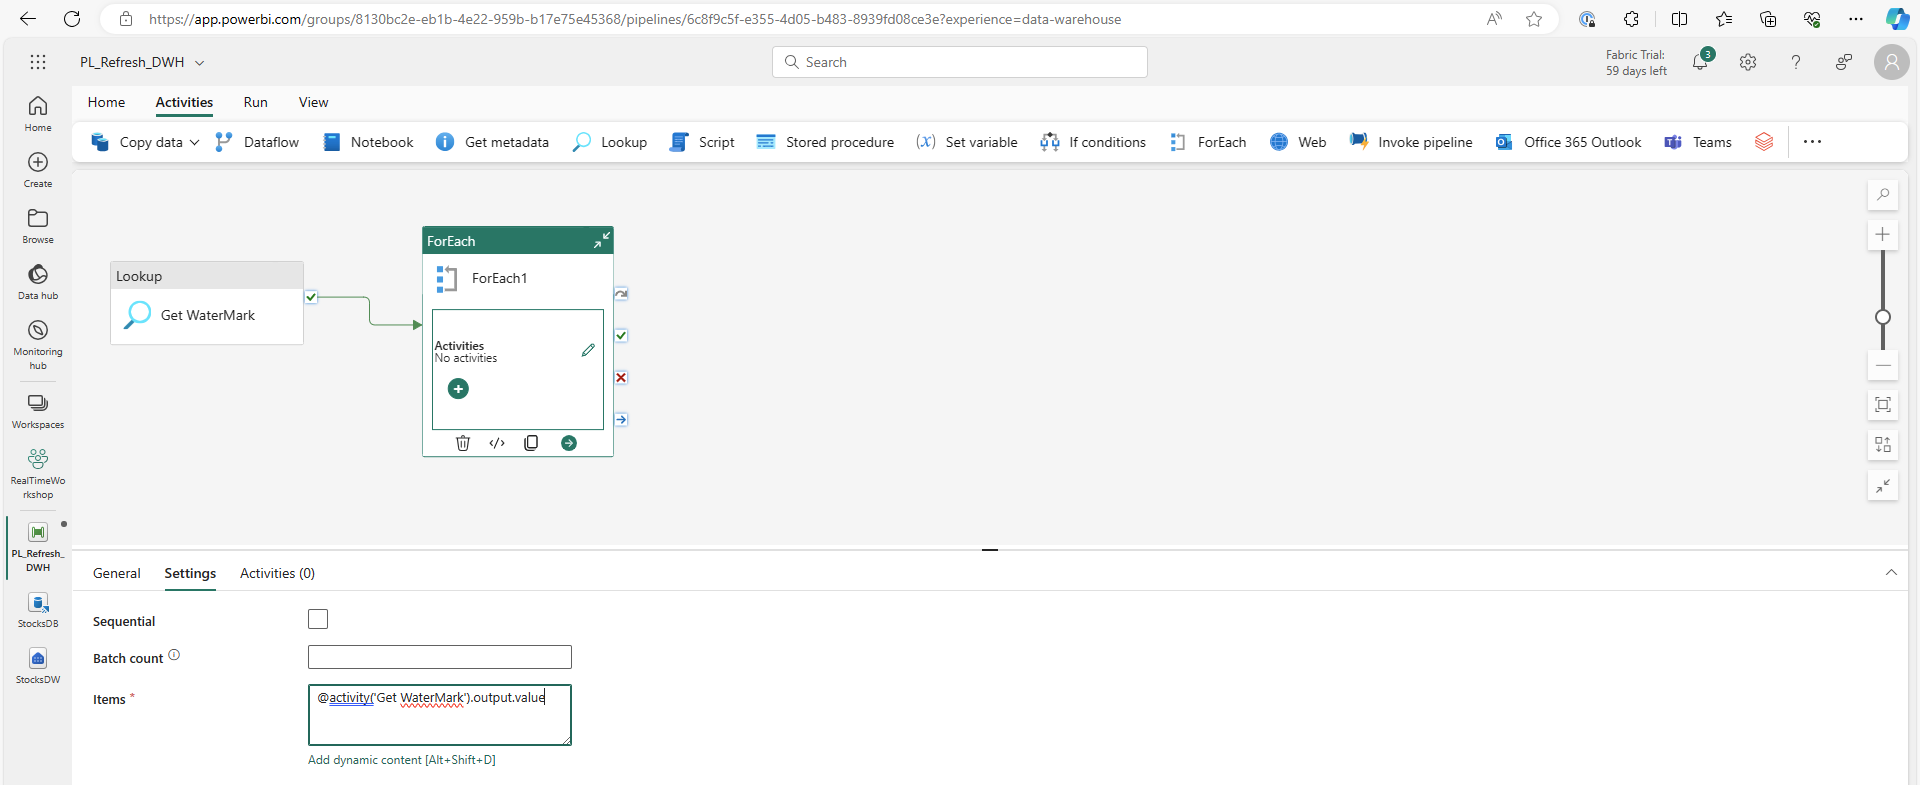 https://app.powerbi.com/groups/8130bc2e-eb1b-4e22-959b-b17e75e45368/pipelines/6c8f9c5f-e355-4d05-b483-8939fd08ce3e?experience=data-warehouse
PL_Refresh_DWH
Search
Fabric Trial:
59 days left
3
Home
Activities
Run
View
Copy data
Dataflow
Notebook
Get metadata
Lookup
Script
Stored procedure
(x) Set variable
If conditions
ForEach
Web
Invoke pipeline
Office 365 Outlook
Teams
Home
Create
Browse
Data hub
Monitoring
hub
Workspaces
RealTimeWo
rkshop
PL_Refresh_
DWH
StocksDB
StocksDW
Lookup
Get WaterMark
ForEach
ForEach1
Activities
No activities
General
Settings
Activities (0)
Sequential
Batch count
Items *
@activity('Get WaterMark').output.value
Add dynamic content [Alt+Shift+D]